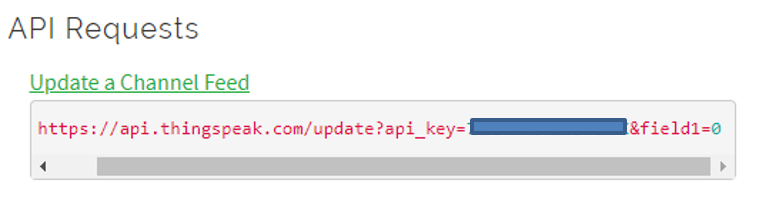 API Requests
Update a Channel Feed
https://api.thingspeak.com/update?api_key=&field1=0